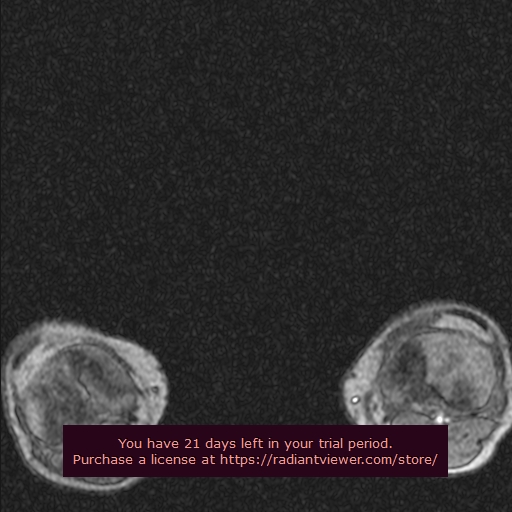 You have 21 days left in your trial period.
Purchase a license at https://radiantviewer.com/store/